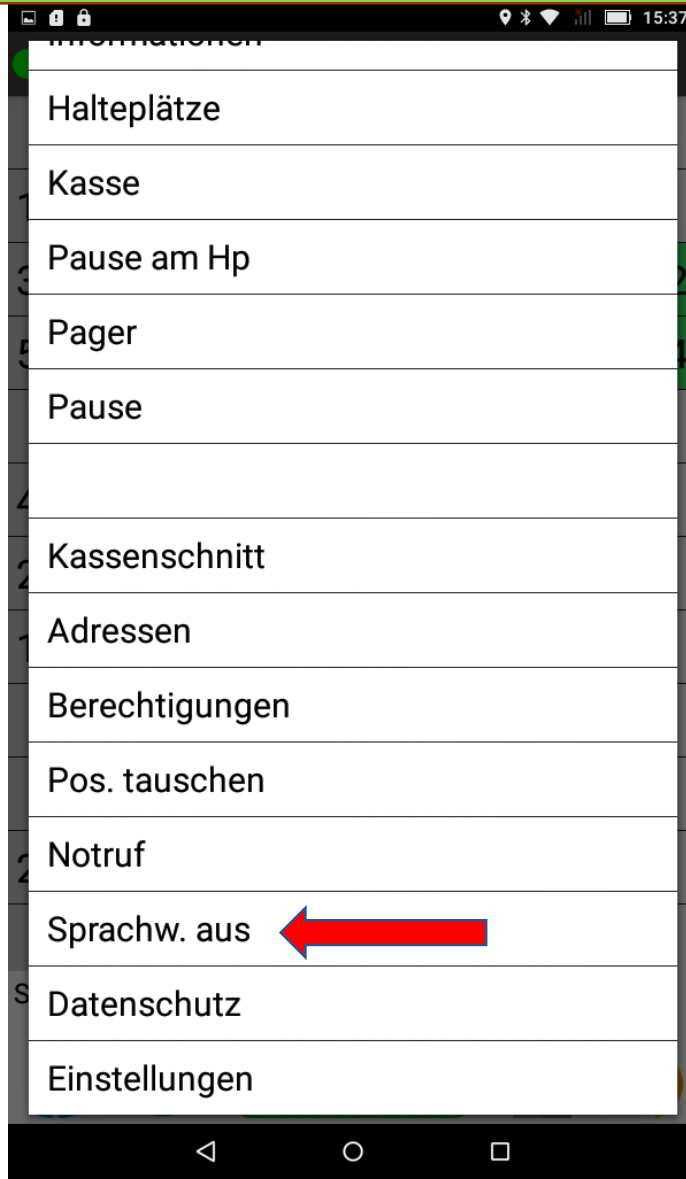 15:37
Informationen
Halteplätze
Kasse
Pause am Hp
Pager
Pause
Kassenschnitt
Adressen
Berechtigungen
Pos. tauschen
Notruf
Sprachw. aus
Datenschutz
Einstellungen